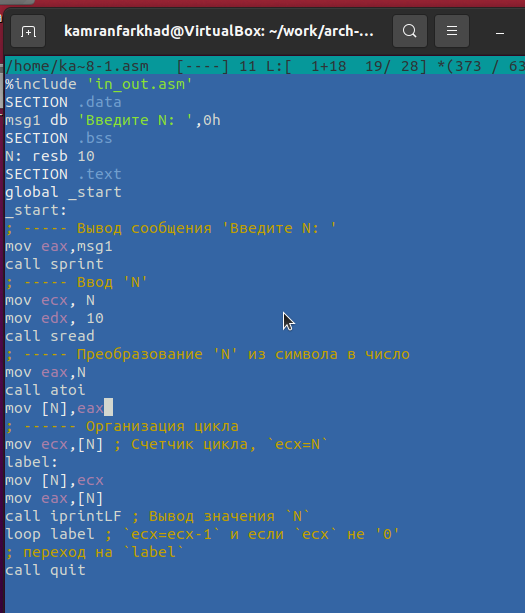 kamranfarkhad@VirtualBox: ~/work/arch-...
/home/ka~8-1.asm   [----] 11 L:[  1+18  19/ 28] *(373 / 63
%include 'in_out.asm'
SECTION .data
msg1 db 'Введите N: ',0h
SECTION .bss
N: resb 10
SECTION .text
global _start
_start:
; ----- Вывод сообщения 'Введите N: '
mov eax,msg1
call sprint
; ----- Ввод 'N'
mov ecx, N
mov edx, 10
call sread
; ----- Преобразование 'N' из символа в число
mov eax,N
call atoi
mov [N],eax
; ------ Организация цикла
mov ecx,[N] ; Счетчик цикла, `ecx=N`
label:
mov [N],ecx
mov eax,[N]
call iprintLF ; Вывод значения `N`
loop label ; `ecx=ecx-1` и если `ecx` не '0'
; переход на `label`
call quit